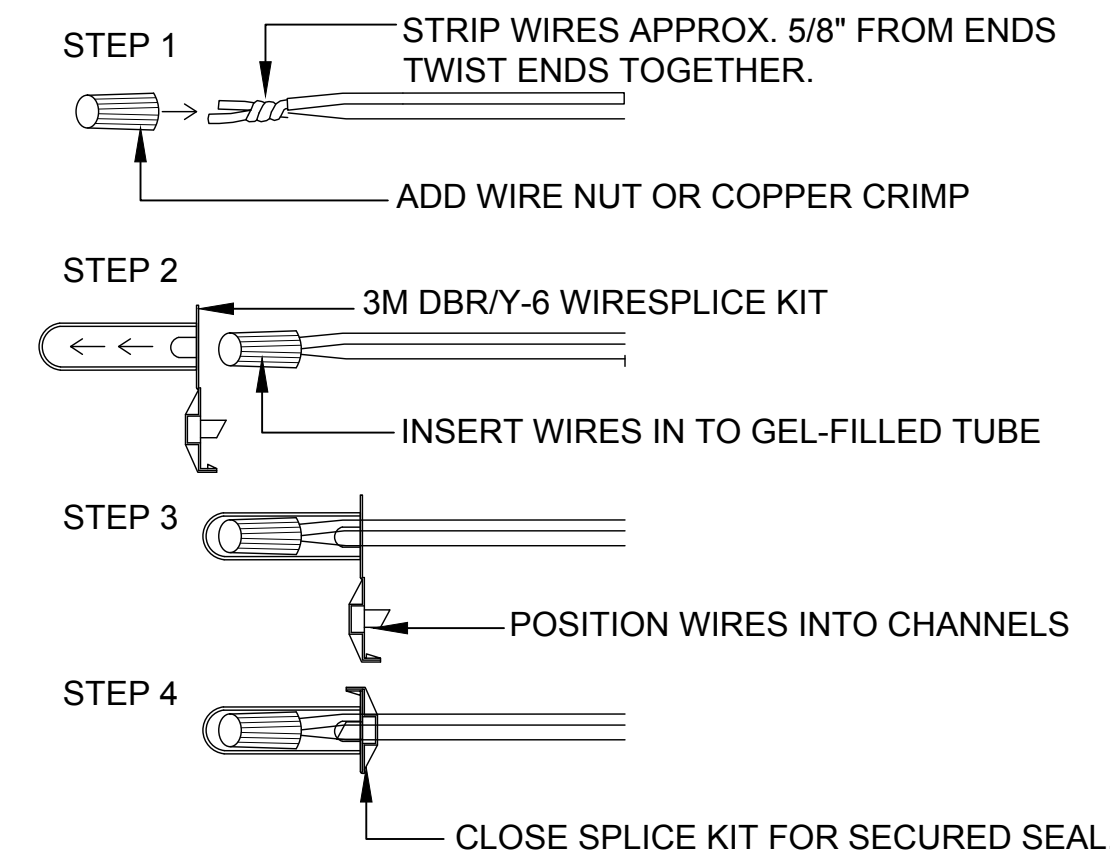 STEP 1
STRIP WIRES APPROX. 5/8" FROM ENDS
TWIST ENDS TOGETHER.
ADD WIRE NUT OR COPPER CRIMP
STEP 2
3M DBR/Y-6 WIRESPLICE KIT
INSERT WIRES IN TO GEL-FILLED TUBE
STEP 3
POSITION WIRES INTO CHANNELS
STEP 4
CLOSE SPLICE KIT FOR SECURED SEAL.